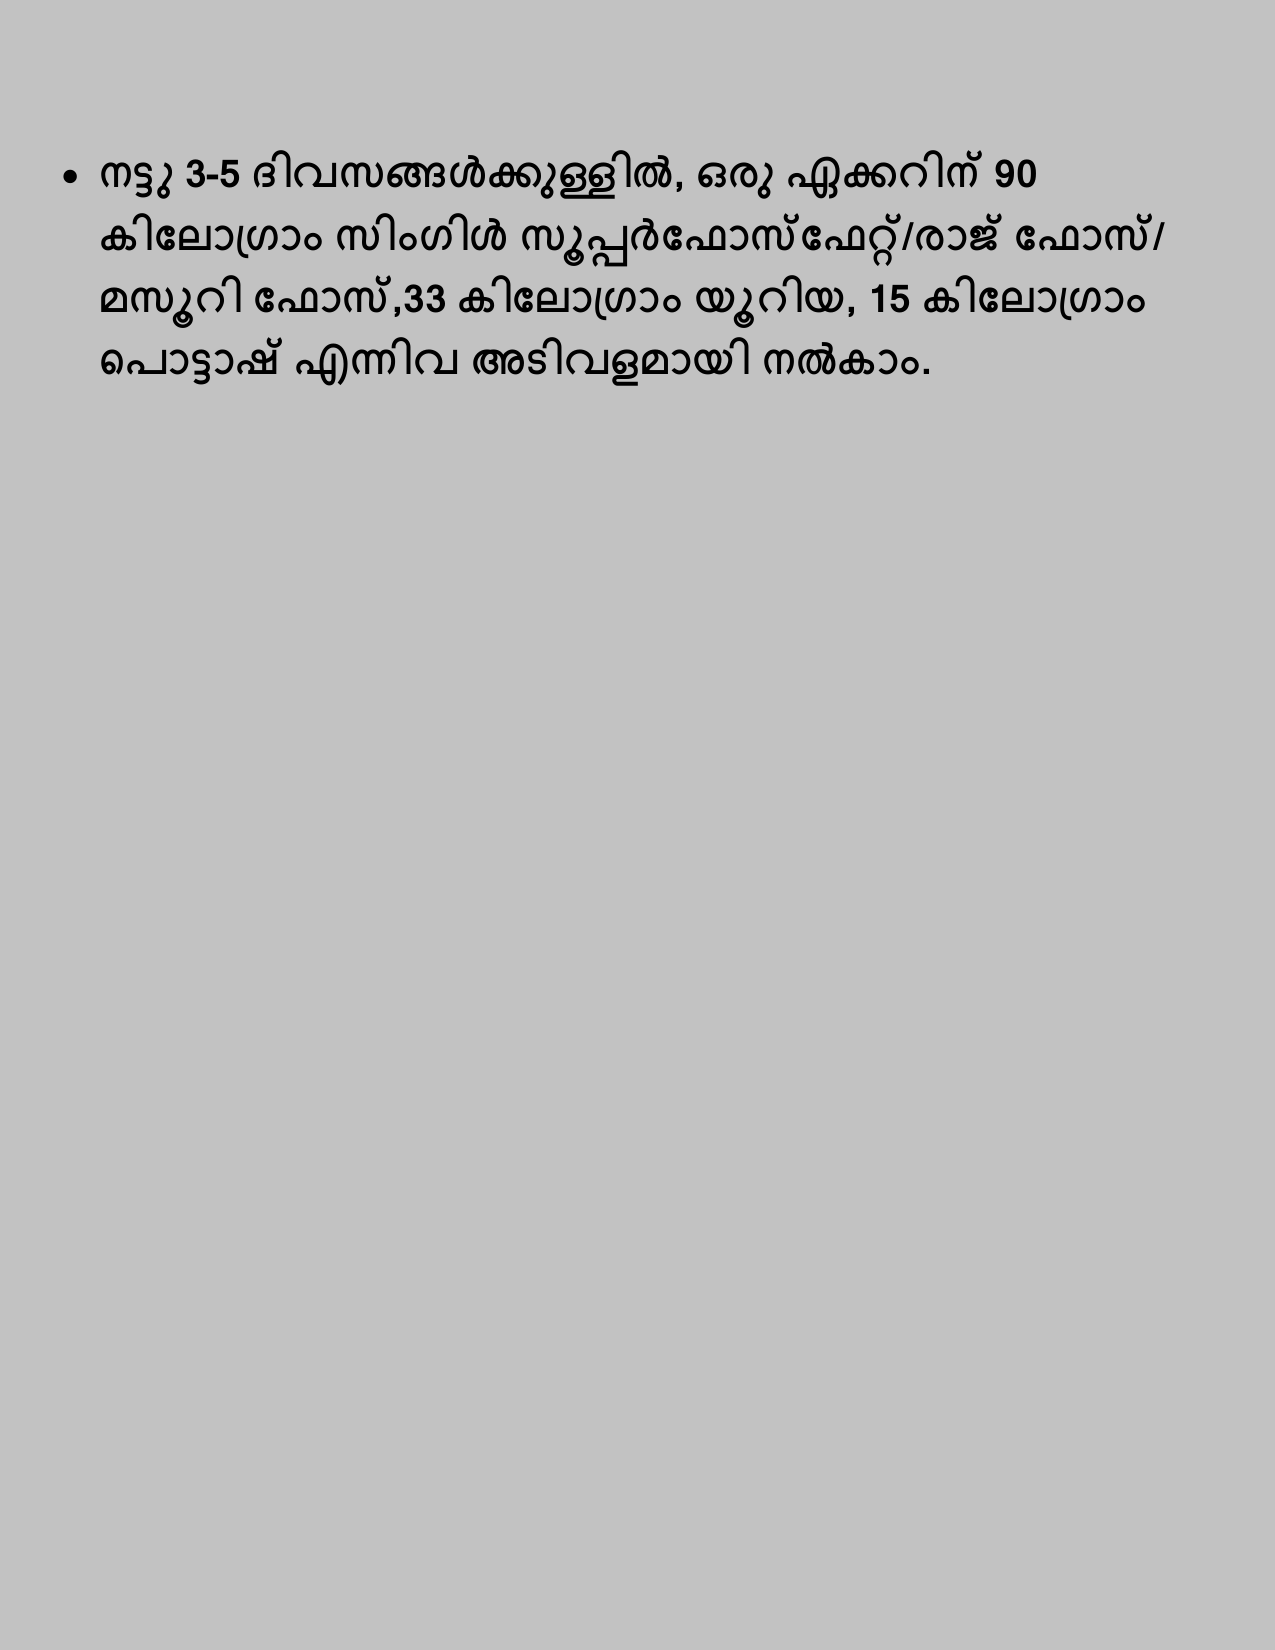 • നട്ടു 3-5 ദിവസങ്ങൾക്കുള്ളിൽ, ഒരു ഏക്കറിന് 90
കിലോഗ്രാം സിംഗിൾ സൂപ്പർഫോസ്ഫേറ്റ്/രാജ് ഫോസ്/
മസൂറി ഫോസ്,33 കിലോഗ്രാം യൂറിയ, 15 കിലോഗ്രാം
പൊട്ടാഷ് എന്നിവ അടിവളമായി നൽകാം.